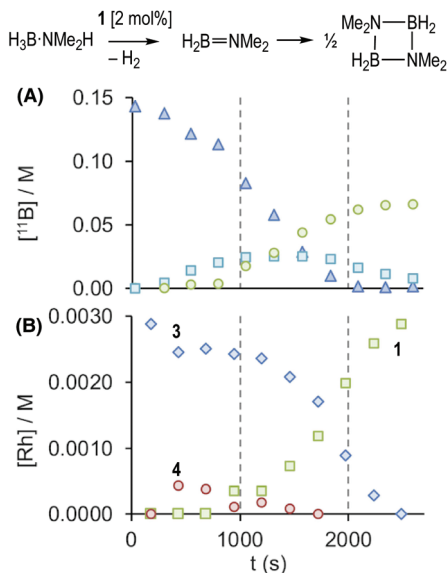 1 [2 mol%]
H₃B·NMe₂H
– H₂
H₂B=NMe₂
½
Me₂N BH₂
H₂B NMe₂
(A)
[¹¹B] / M
0.15
0.10
0.05
0.00
(B)
[Rh] / M
0.0030
0.0020
0.0010
0.0000
3
1
4
0 1000 2000
t (s)